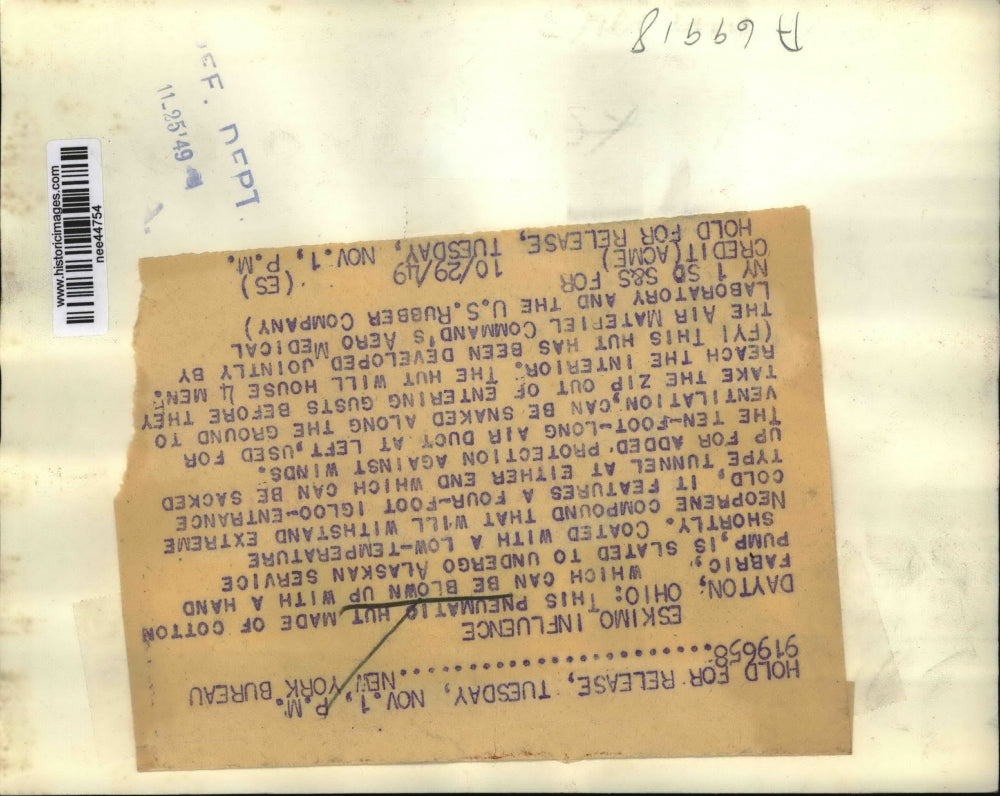 HOLD FOR RELEASE, TUESDAY, NOV.1, P.M.
919658....................NEW YORK BUREAU
ESKIMO INFLUENCE
DAYTON, OHIO: THIS PNEUMATIC HUT MADE OF COTTON
FABRIC, WHICH CAN BE BLOWN UP WITH A HAND
PUMP,IS SLATED TO UNDERGO ALASKAN SERVICE
SHORTLY. COATED WITH A LOW-TEMPERATURE
NEOPRENE COMPOUND THAT WILL WITHSTAND EXTREME
COLD, IT FEATURES A FOUR-FOOT IGLOO-ENTRANCE
TYPE TUNNEL AT EITHER END WHICH CAN BE SACKED
UP FOR ADDED PROTECTION AGAINST WINDS.
THE TEN-FOOT-LONG AIR DUCT AT LEFT,USED FOR
VENTILATION,CAN BE SNAKED ALONG THE GROUND TO
TAKE THE ZIP OUT OF ENTERING GUSTS BEFORE THEY
REACH THE INTERIOR. THE HUT WILL HOUSE 4 MEN.
(FYI THIS HUT HAS BEEN DEVELOPED JOINTLY BY
THE AIR MATERIEL COMMAND'S AERO MEDICAL
LABORATORY AND THE U.S.RUBBER COMPANY)
NY 1 SD S&S FOR
CREDIT(ACME) 10/29/49 (ES)
HOLD FOR RELEASE, TUESDAY, NOV.1, P.M.
A69918
REF. DEPT.
11-25'49
www.historicimages.com
nee44754